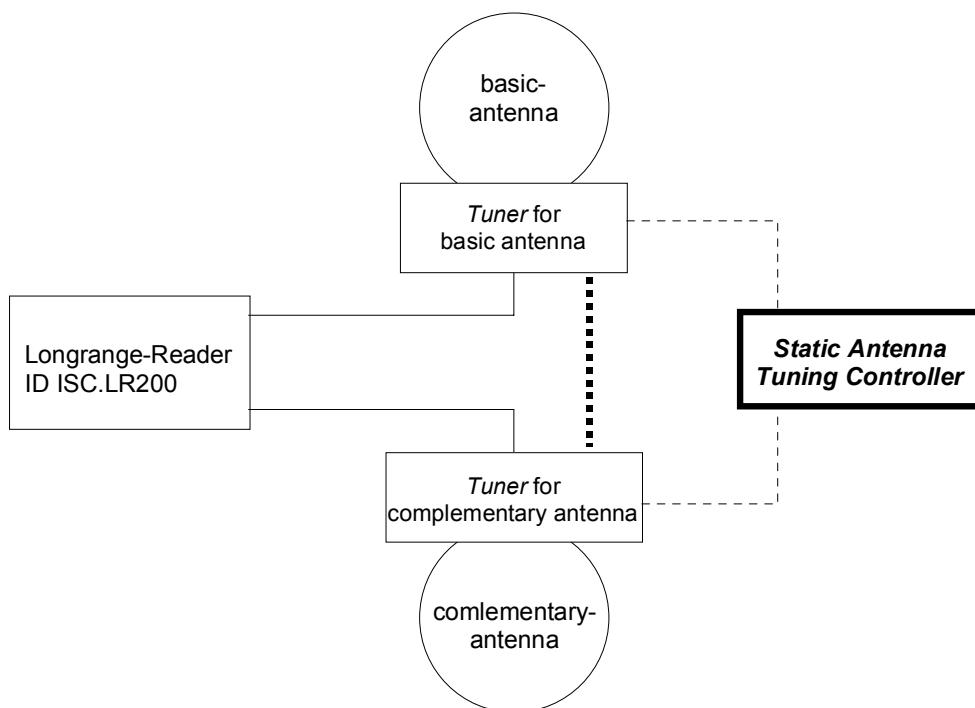 basic-
antenna
Tuner for
basic antenna
Longrange-Reader
ID ISC.LR200
Static Antenna
Tuning Controller
Tuner for
complementary antenna
comlementary-
antenna